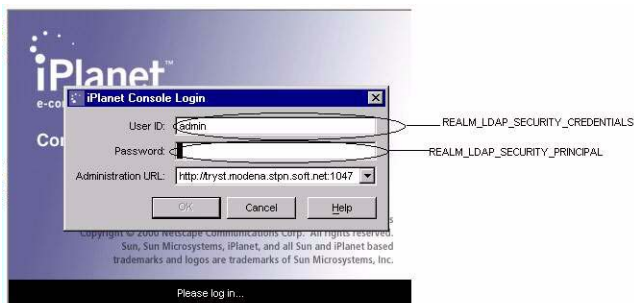 iPlanet™
e-co
Co
iPlanet Console Login
User ID: admin
REALM_LDAP_SECURITY_CREDENTIALS
Password:
REALM_LDAP_SECURITY_PRINCIPAL
Administration URL: http://tryst.modena.stpn.soft.net:1047
OK Cancel Help
s
Copyright © 2000 Netscape Communications Corp. All rights reserved.
Sun, Sun Microsystems, iPlanet, and all Sun and iPlanet based
trademarks and logos are trademarks of Sun Microsystems, Inc.
Please log in...